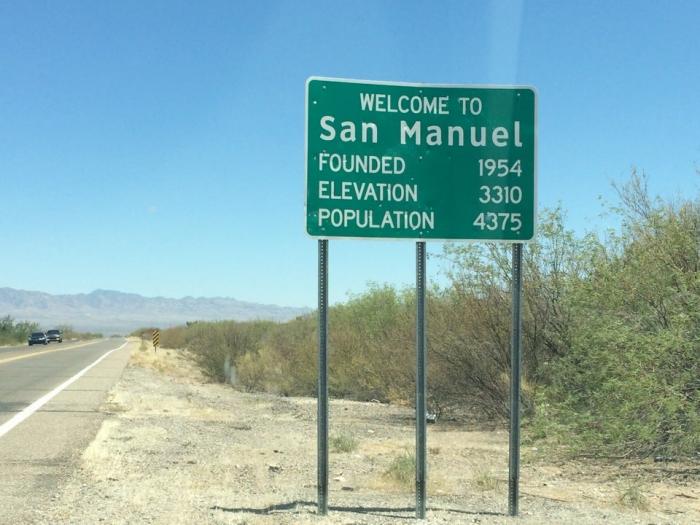 WELCOME TO
San Manuel
FOUNDED 1954
ELEVATION 3310
POPULATION 4375